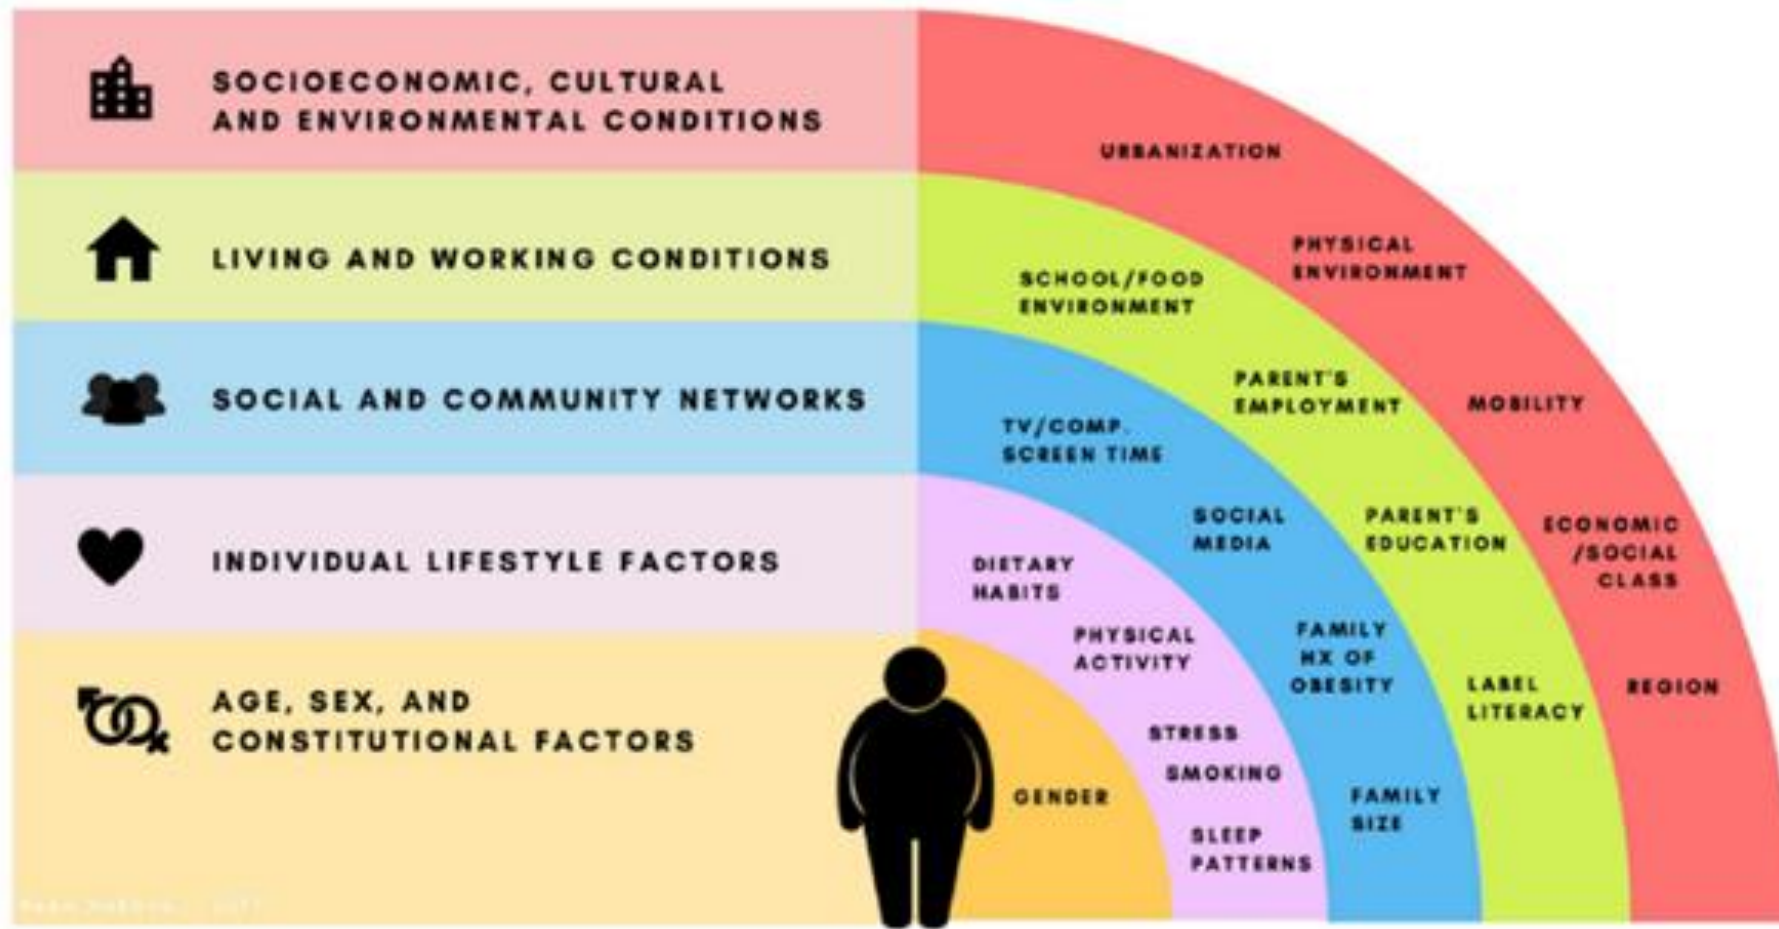 SOCIOECONOMIC, CULTURAL
AND ENVIRONMENTAL CONDITIONS
LIVING AND WORKING CONDITIONS
SOCIAL AND COMMUNITY NETWORKS
INDIVIDUAL LIFESTYLE FACTORS
AGE, SEX, AND
CONSTITUTIONAL FACTORS
URBANIZATION
PHYSICAL
ENVIRONMENT
MOBILITY
ECONOMIC
/SOCIAL
CLASS
REGION
SCHOOL/FOOD
ENVIRONMENT
PARENT'S
EMPLOYMENT
PARENT'S
EDUCATION
LABEL
LITERACY
TV/COMP.
SCREEN TIME
SOCIAL
MEDIA
FAMILY
HX OF
OBESITY
FAMILY
SIZE
DIETARY
HABITS
PHYSICAL
ACTIVITY
STRESS
SMOKING
SLEEP
PATTERNS
GENDER